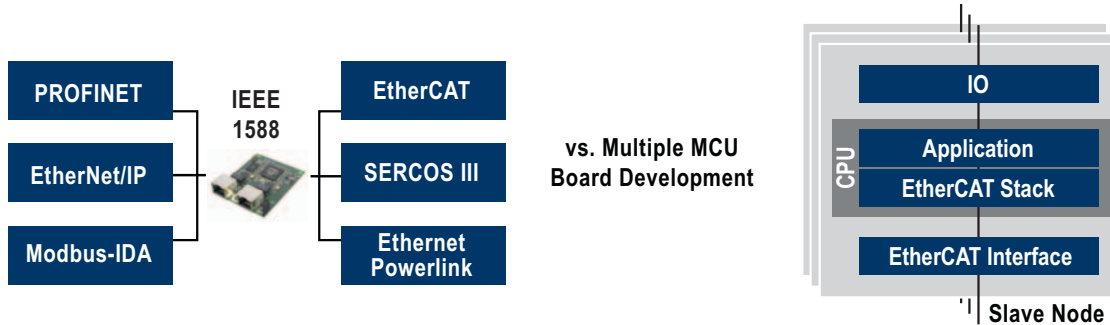 PROFINET
EtherNet/IP
Modbus-IDA
IEEE
1588
EtherCAT
SERCOS III
Ethernet
Powerlink
vs. Multiple MCU
Board Development
IO
CPU
Application
EtherCAT Stack
EtherCAT Interface
Slave Node